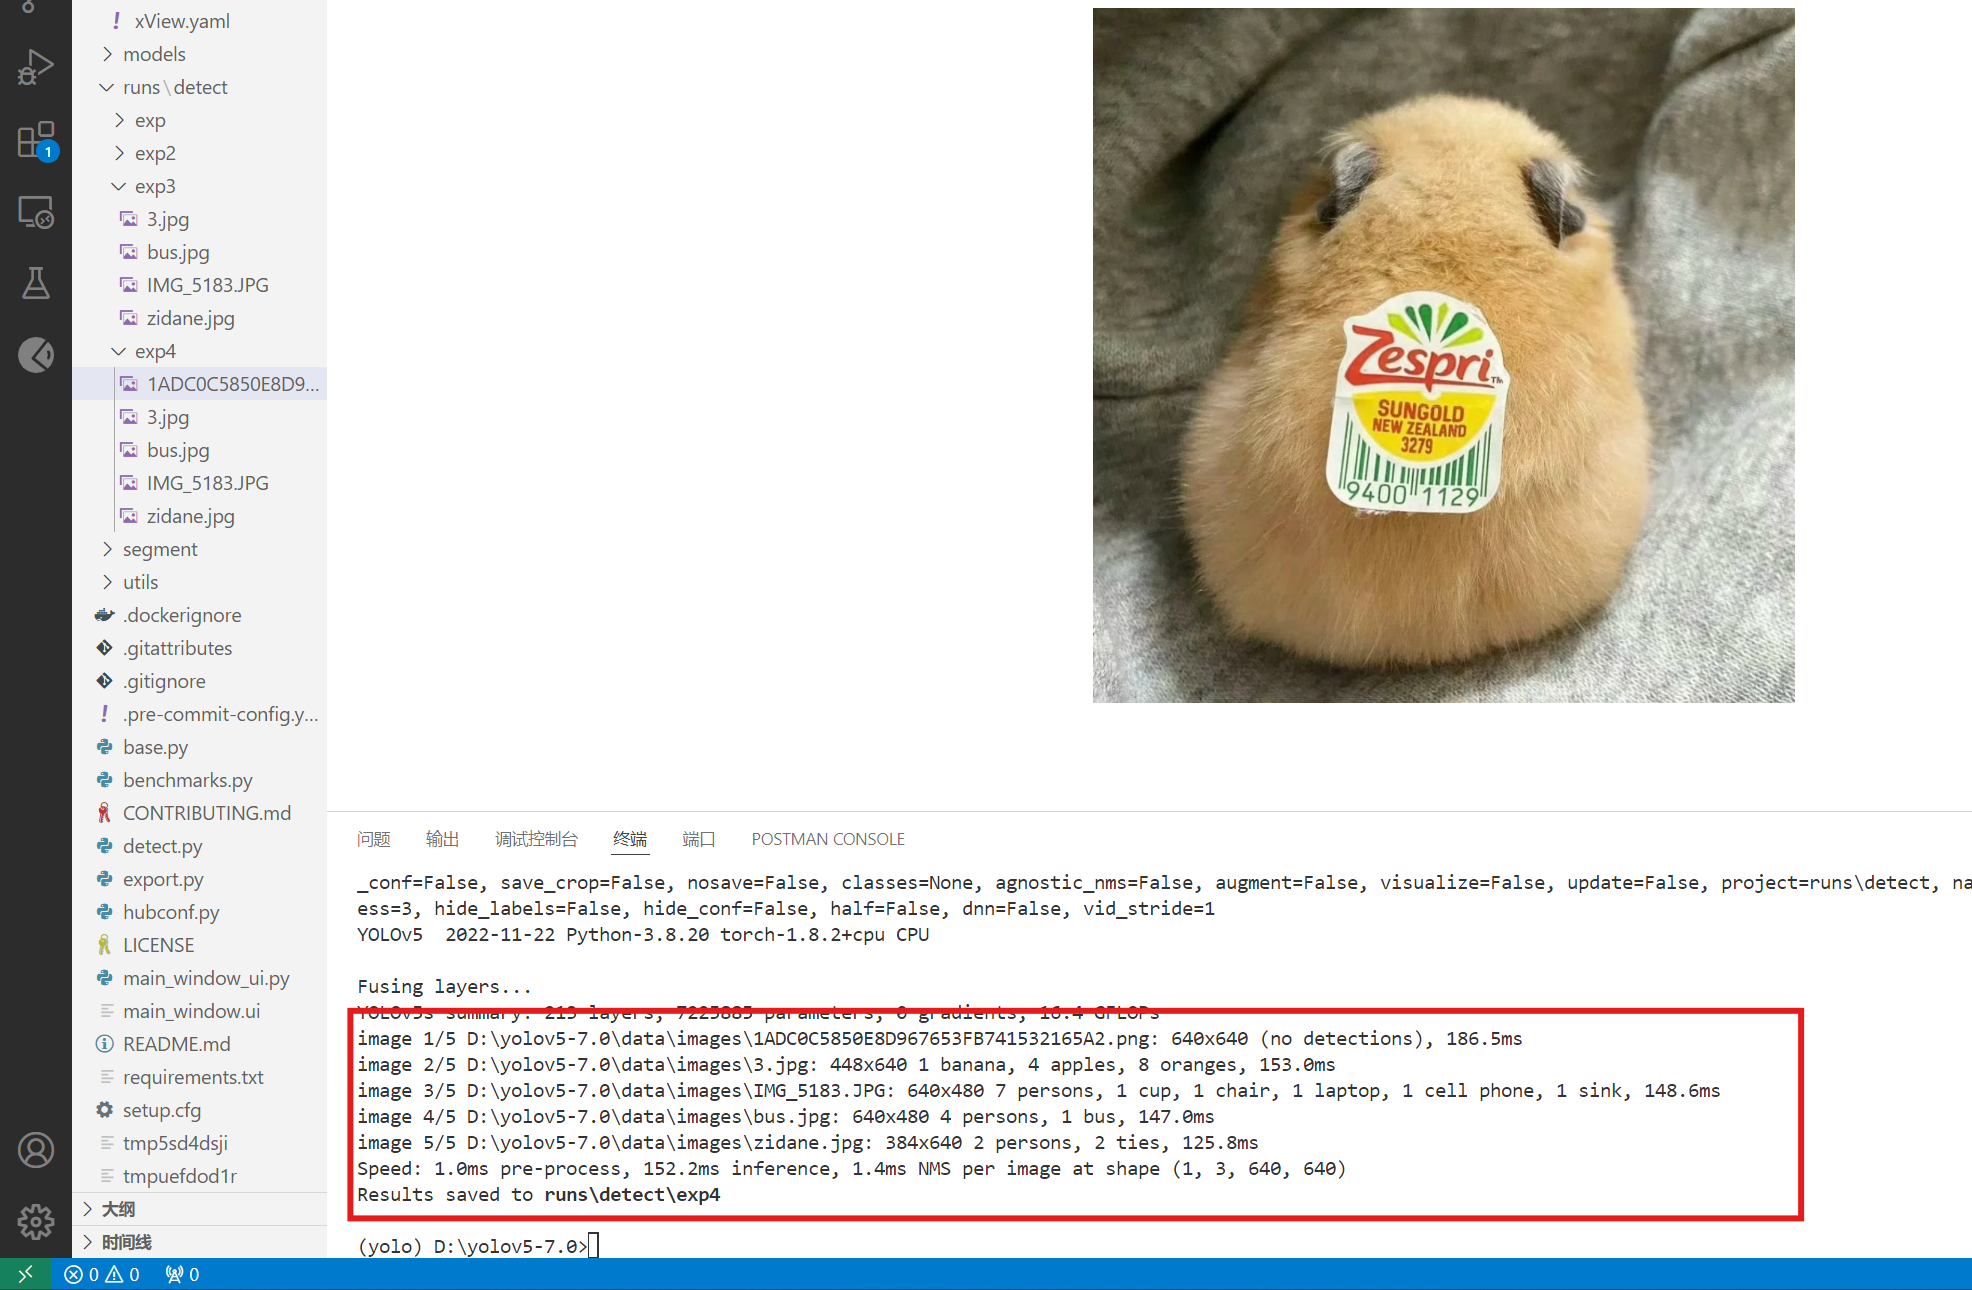 xView.yaml
models
runs\detect
exp
exp2
exp3
3.jpg
bus.jpg
IMG_5183.JPG
zidane.jpg
exp4
1ADC0C5850E8D9...
3.jpg
bus.jpg
IMG_5183.JPG
zidane.jpg
segment
utils
.dockerignore
.gitattributes
.gitignore
.pre-commit-config.y...
base.py
benchmarks.py
CONTRIBUTING.md
detect.py
export.py
hubconf.py
LICENSE
main_window_ui.py
main_window.ui
README.md
requirements.txt
setup.cfg
tmp5sd4dsji
tmpuefdod1r
大纲
时间线
1
Zespri™
SUNGOLD
NEW ZEALAND
3279
9400 1129
问题 输出 调试控制台 终端 端口 POSTMAN CONSOLE
_conf=False, save_crop=False, nosave=False, classes=None, agnostic_nms=False, augment=False, visualize=False, update=False, project=runs\detect, na
ess=3, hide_labels=False, hide_conf=False, half=False, dnn=False, vid_stride=1
YOLOv5 2022-11-22 Python-3.8.20 torch-1.8.2+cpu CPU
Fusing layers...
YOLOv5s summary: 213 layers, 7225885 parameters, 0 gradients, 16.4 GFLOPs
image 1/5 D:\yolov5-7.0\data\images\1ADC0C5850E8D967653FB741532165A2.png: 640x640 (no detections), 186.5ms
image 2/5 D:\yolov5-7.0\data\images\3.jpg: 448x640 1 banana, 4 apples, 8 oranges, 153.0ms
image 3/5 D:\yolov5-7.0\data\images\IMG_5183.JPG: 640x480 7 persons, 1 cup, 1 chair, 1 laptop, 1 cell phone, 1 sink, 148.6ms
image 4/5 D:\yolov5-7.0\data\images\bus.jpg: 640x480 4 persons, 1 bus, 147.0ms
image 5/5 D:\yolov5-7.0\data\images\zidane.jpg: 384x640 2 persons, 2 ties, 125.8ms
Speed: 1.0ms pre-process, 152.2ms inference, 1.4ms NMS per image at shape (1, 3, 640, 640)
Results saved to runs\detect\exp4
(yolo) D:\yolov5-7.0>
0 0 0